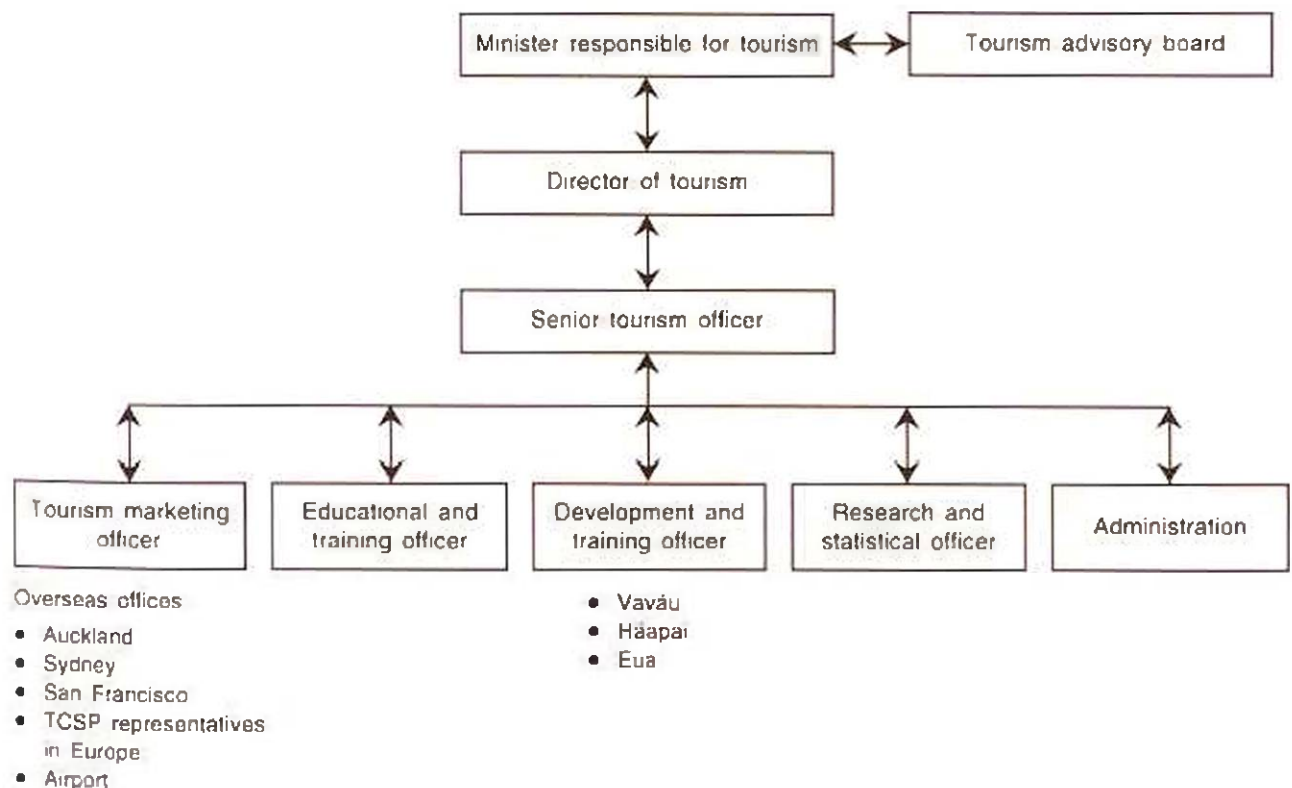 Minister responsible for tourism
Tourism advisory board
Director of tourism
Senior tourism officer
Tourism marketing
officer
Educational and
training officer
Development and
training officer
Research and
statistical officer
Administration
Overseas offices
• Auckland
• Sydney
• San Francisco
• TCSP representatives
in Europe
• Airport
• Vaváu
• Háapai
• Eua